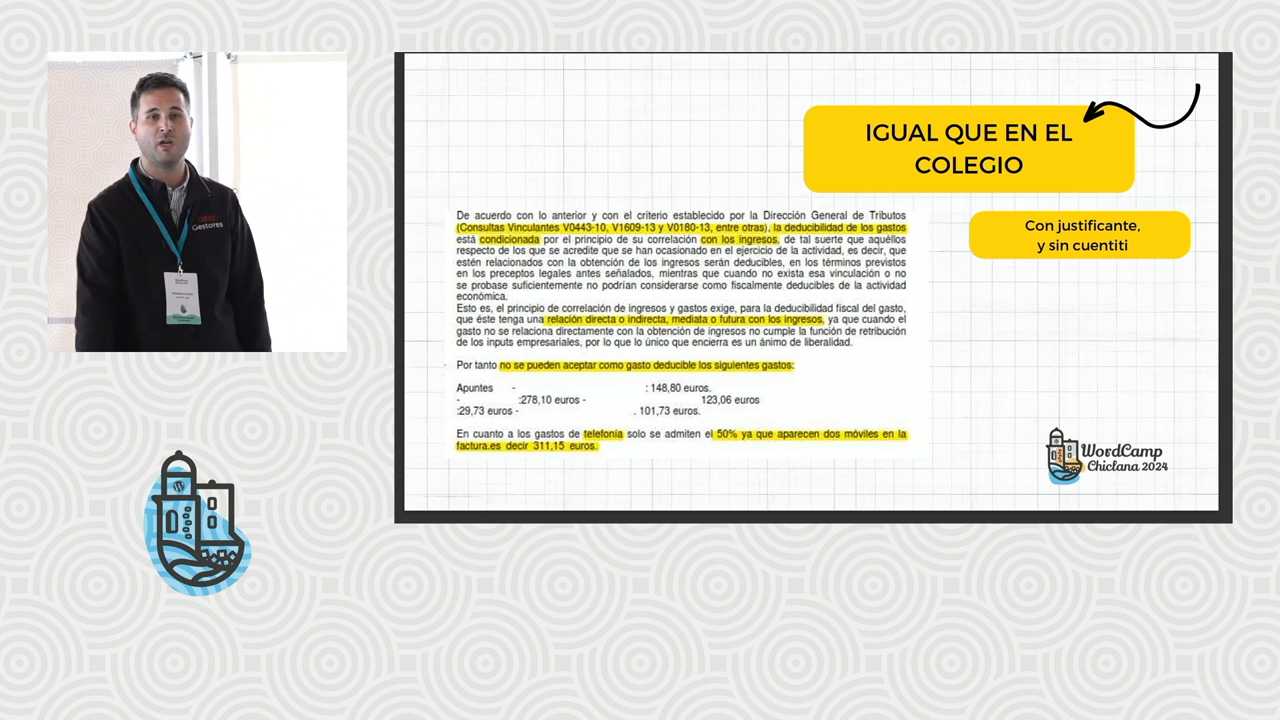 Gestores
IGUAL QUE EN EL
COLEGIO
Con justificante,
y sin cuentiti
De acuerdo con lo anterior y con el criterio establecido por la Dirección General de Tributos
(Consultas Vinculantes V0443-10, V1609-13 y V0180-13, entre otras), la deducibilidad de los gastos
está condicionada por el principio de su correlación con los ingresos, de tal suerte que aquéllos
respecto de los que se acredite que se han ocasionado en el ejercicio de la actividad, es decir, que
estén relacionados con la obtención de los ingresos serán deducibles, en los términos previstos
en los preceptos legales antes señalados, mientras que cuando no exista esa vinculación o no
se probase suficientemente no podrían considerarse como fiscalmente deducibles de la actividad
económica.
Esto es, el principio de correlación de ingresos y gastos exige, para la deducibilidad fiscal del gasto,
que éste tenga una relación directa o indirecta, mediata o futura con los ingresos, ya que cuando el
gasto no se relaciona directamente con la obtención de ingresos no cumple la función de retribución
de los inputs empresariales, por lo que lo único que encierra es un ánimo de liberalidad.
Por tanto no se pueden aceptar como gasto deducible los siguientes gastos:
Apuntes - : 148,80 euros.
- :278,10 euros - 123,06 euros
:29,73 euros - . 101,73 euros.
En cuanto a los gastos de telefonía solo se admiten el 50% ya que aparecen dos móviles en la
factura.es decir 311,15 euros.
WordCamp
Chiclana 2024